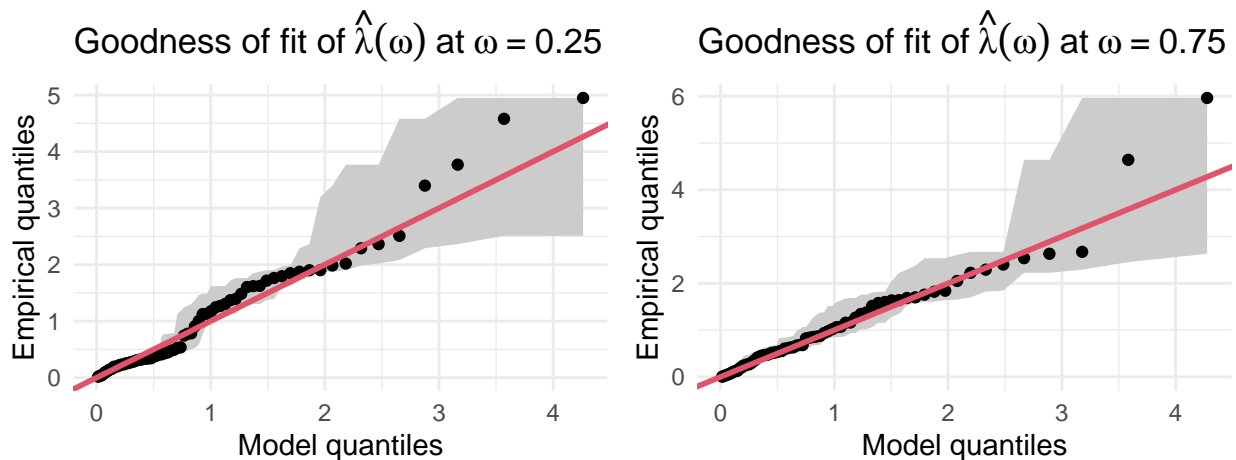 Goodness of fit of λ̂(ω) at ω = 0.25
Empirical quantiles
5
4
3
2
1
0
0 1 2 3 4
Model quantiles
Goodness of fit of λ̂(ω) at ω = 0.75
Empirical quantiles
6
4
2
0
0 1 2 3 4
Model quantiles